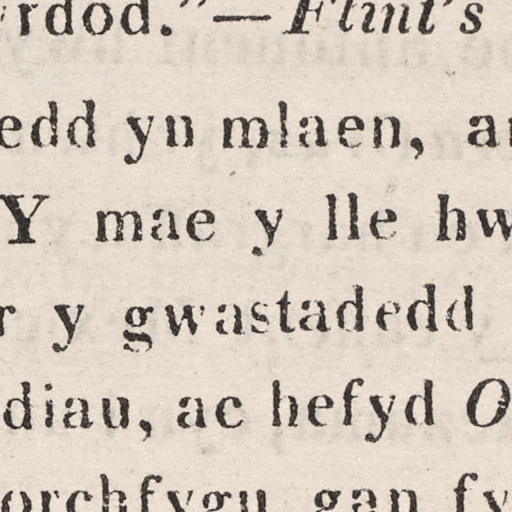 rdod."—Flint's
edd yn mlaen, a
Y mae y lle hw
r y gwastadedd
diau, ac hefyd O
orchfygu gan fy